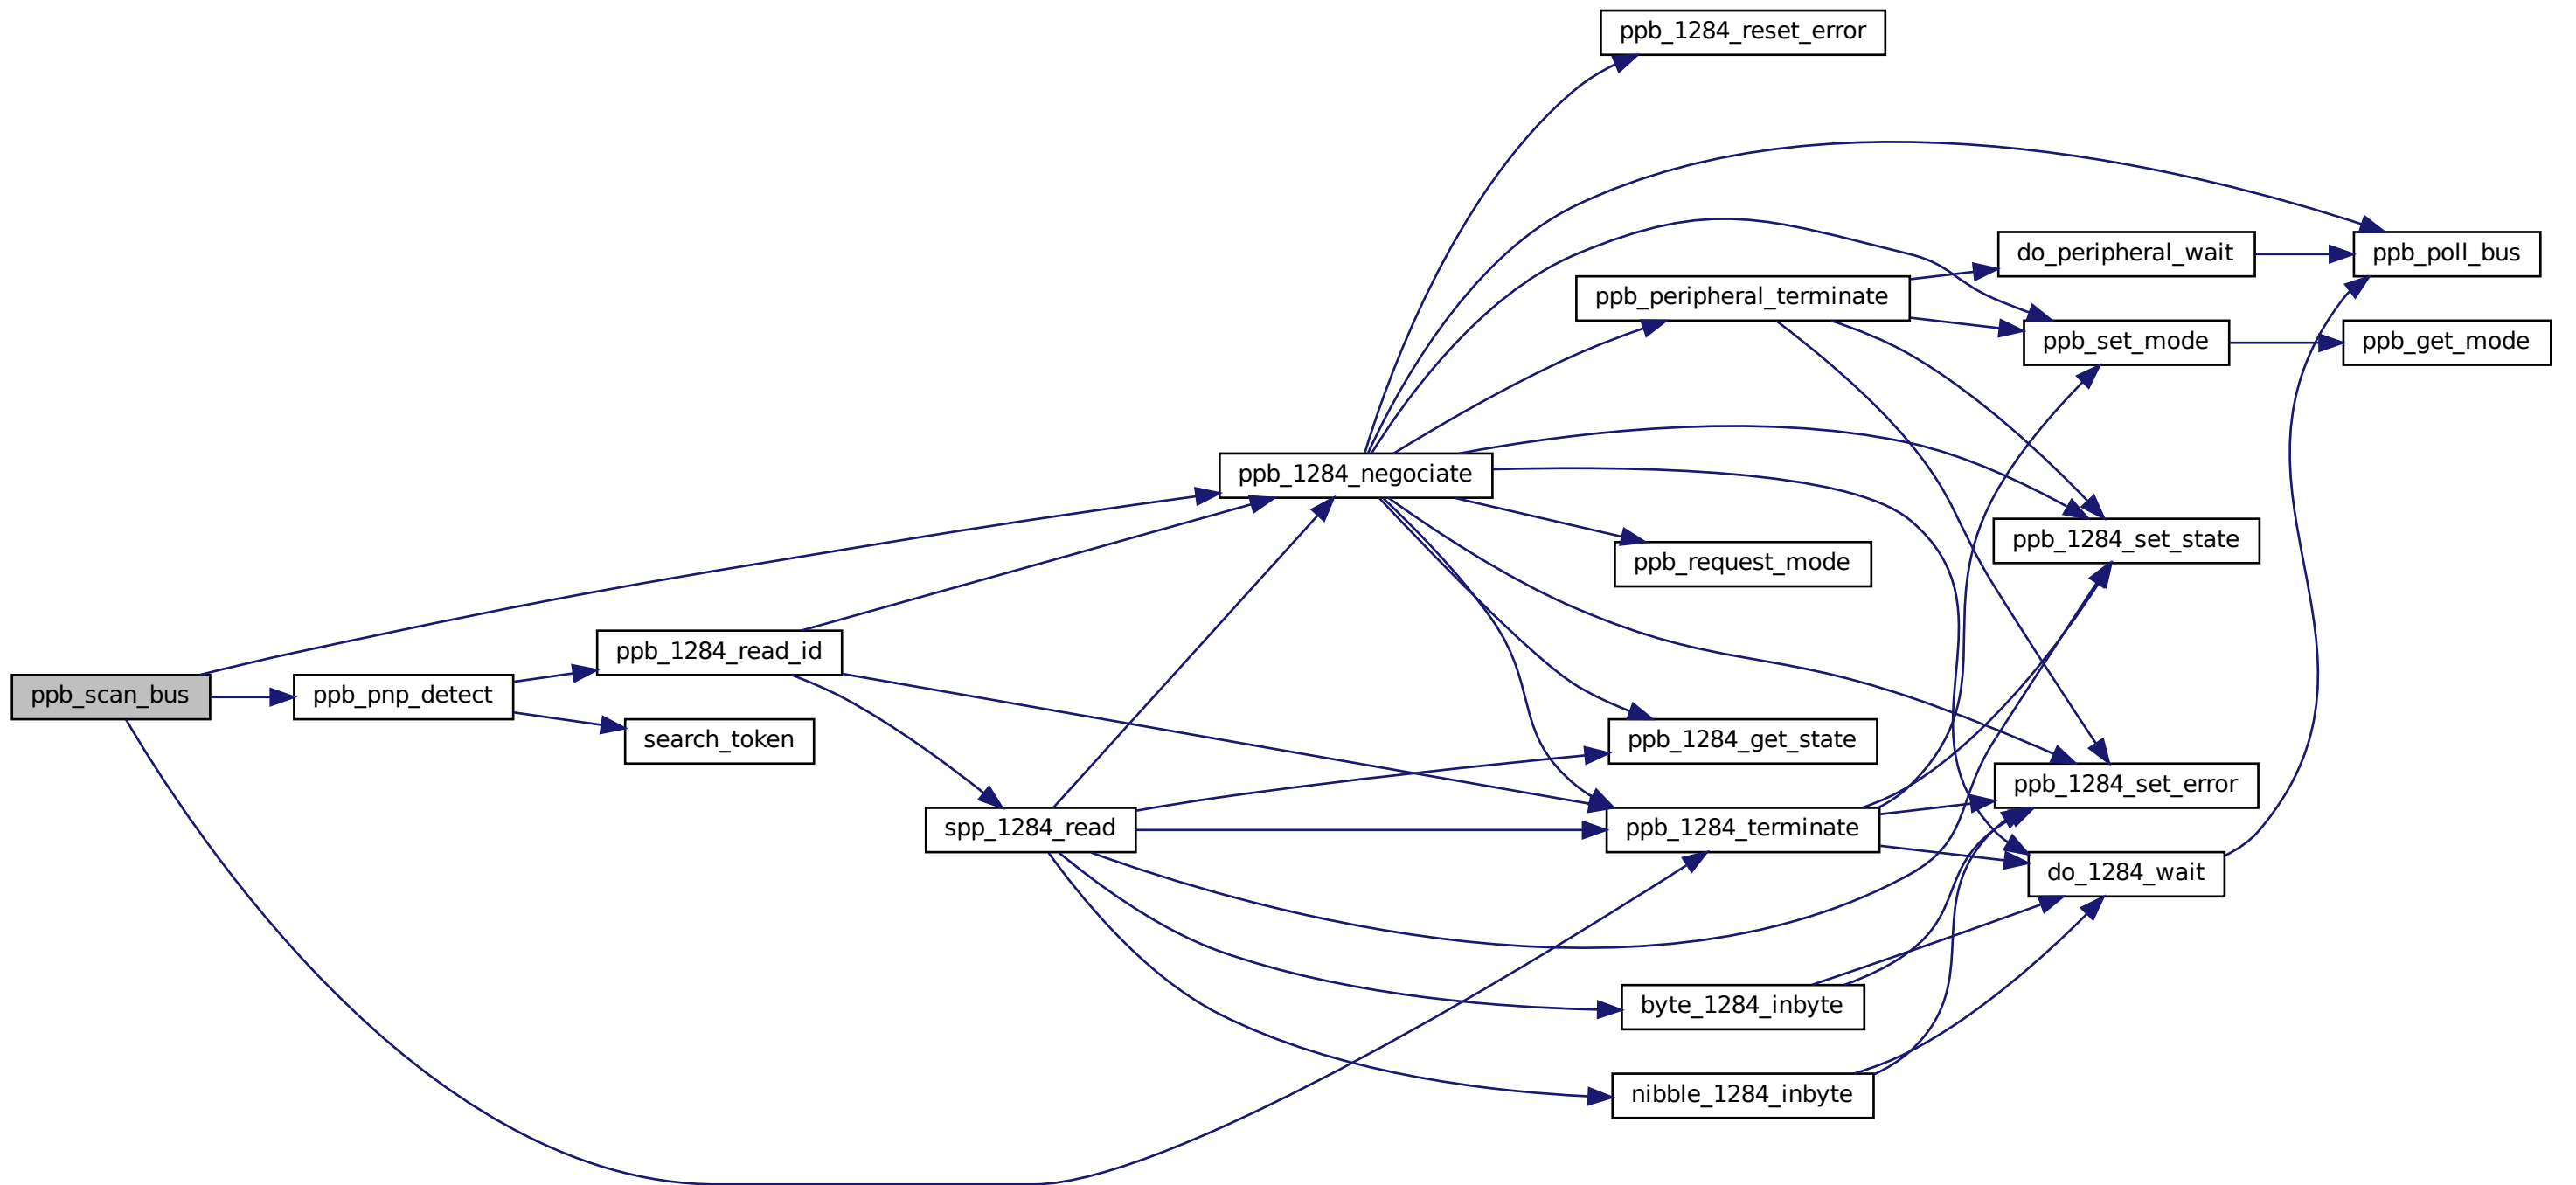 ppb_1284_reset_error
do_peripheral_wait
ppb_poll_bus
ppb_peripheral_terminate
ppb_set_mode
ppb_get_mode
ppb_1284_negociate
ppb_1284_set_state
ppb_request_mode
ppb_1284_read_id
ppb_scan_bus
ppb_pnp_detect
search_token
ppb_1284_get_state
ppb_1284_set_error
spp_1284_read
ppb_1284_terminate
do_1284_wait
byte_1284_inbyte
nibble_1284_inbyte